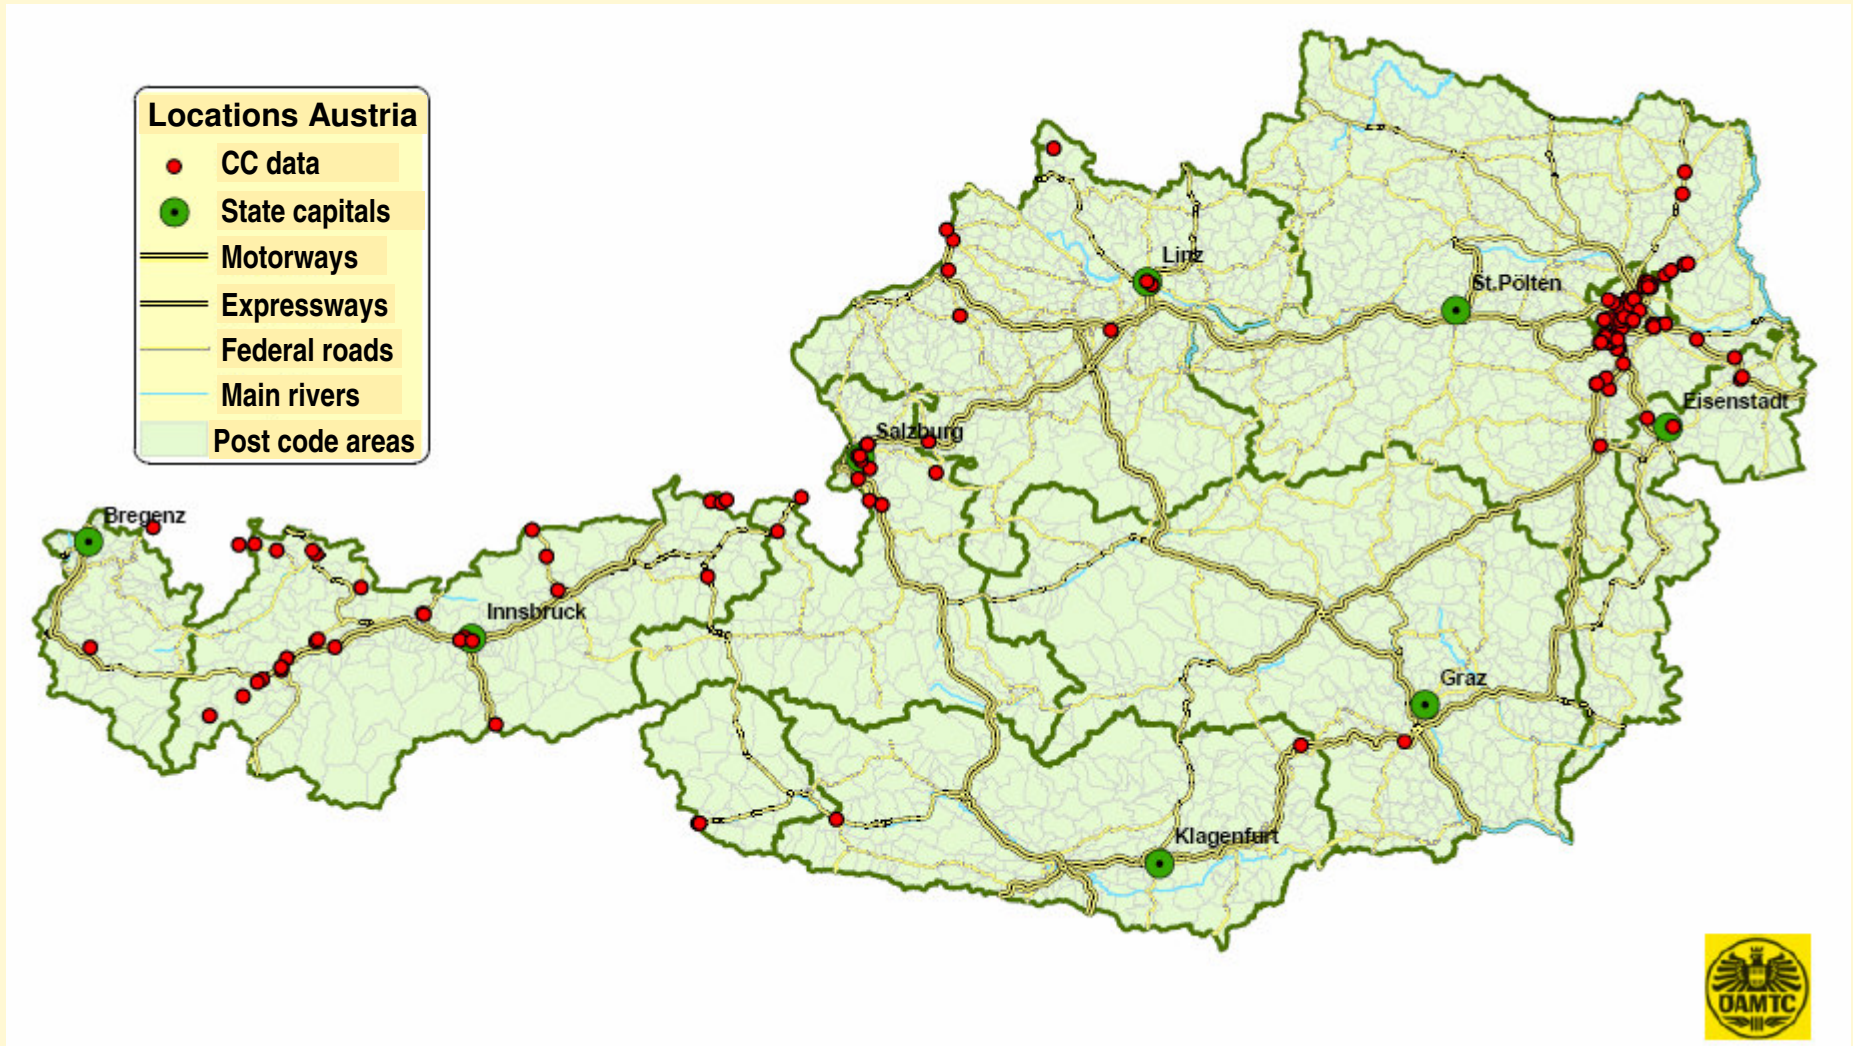 Locations Austria
CC data
State capitals
Motorways
Expressways
Federal roads
Main rivers
Post code areas
Linz
St.Pölten
Eisenstadt
Salzburg
Bregenz
Innsbruck
Graz
Klagenfurt
ÖAMTC